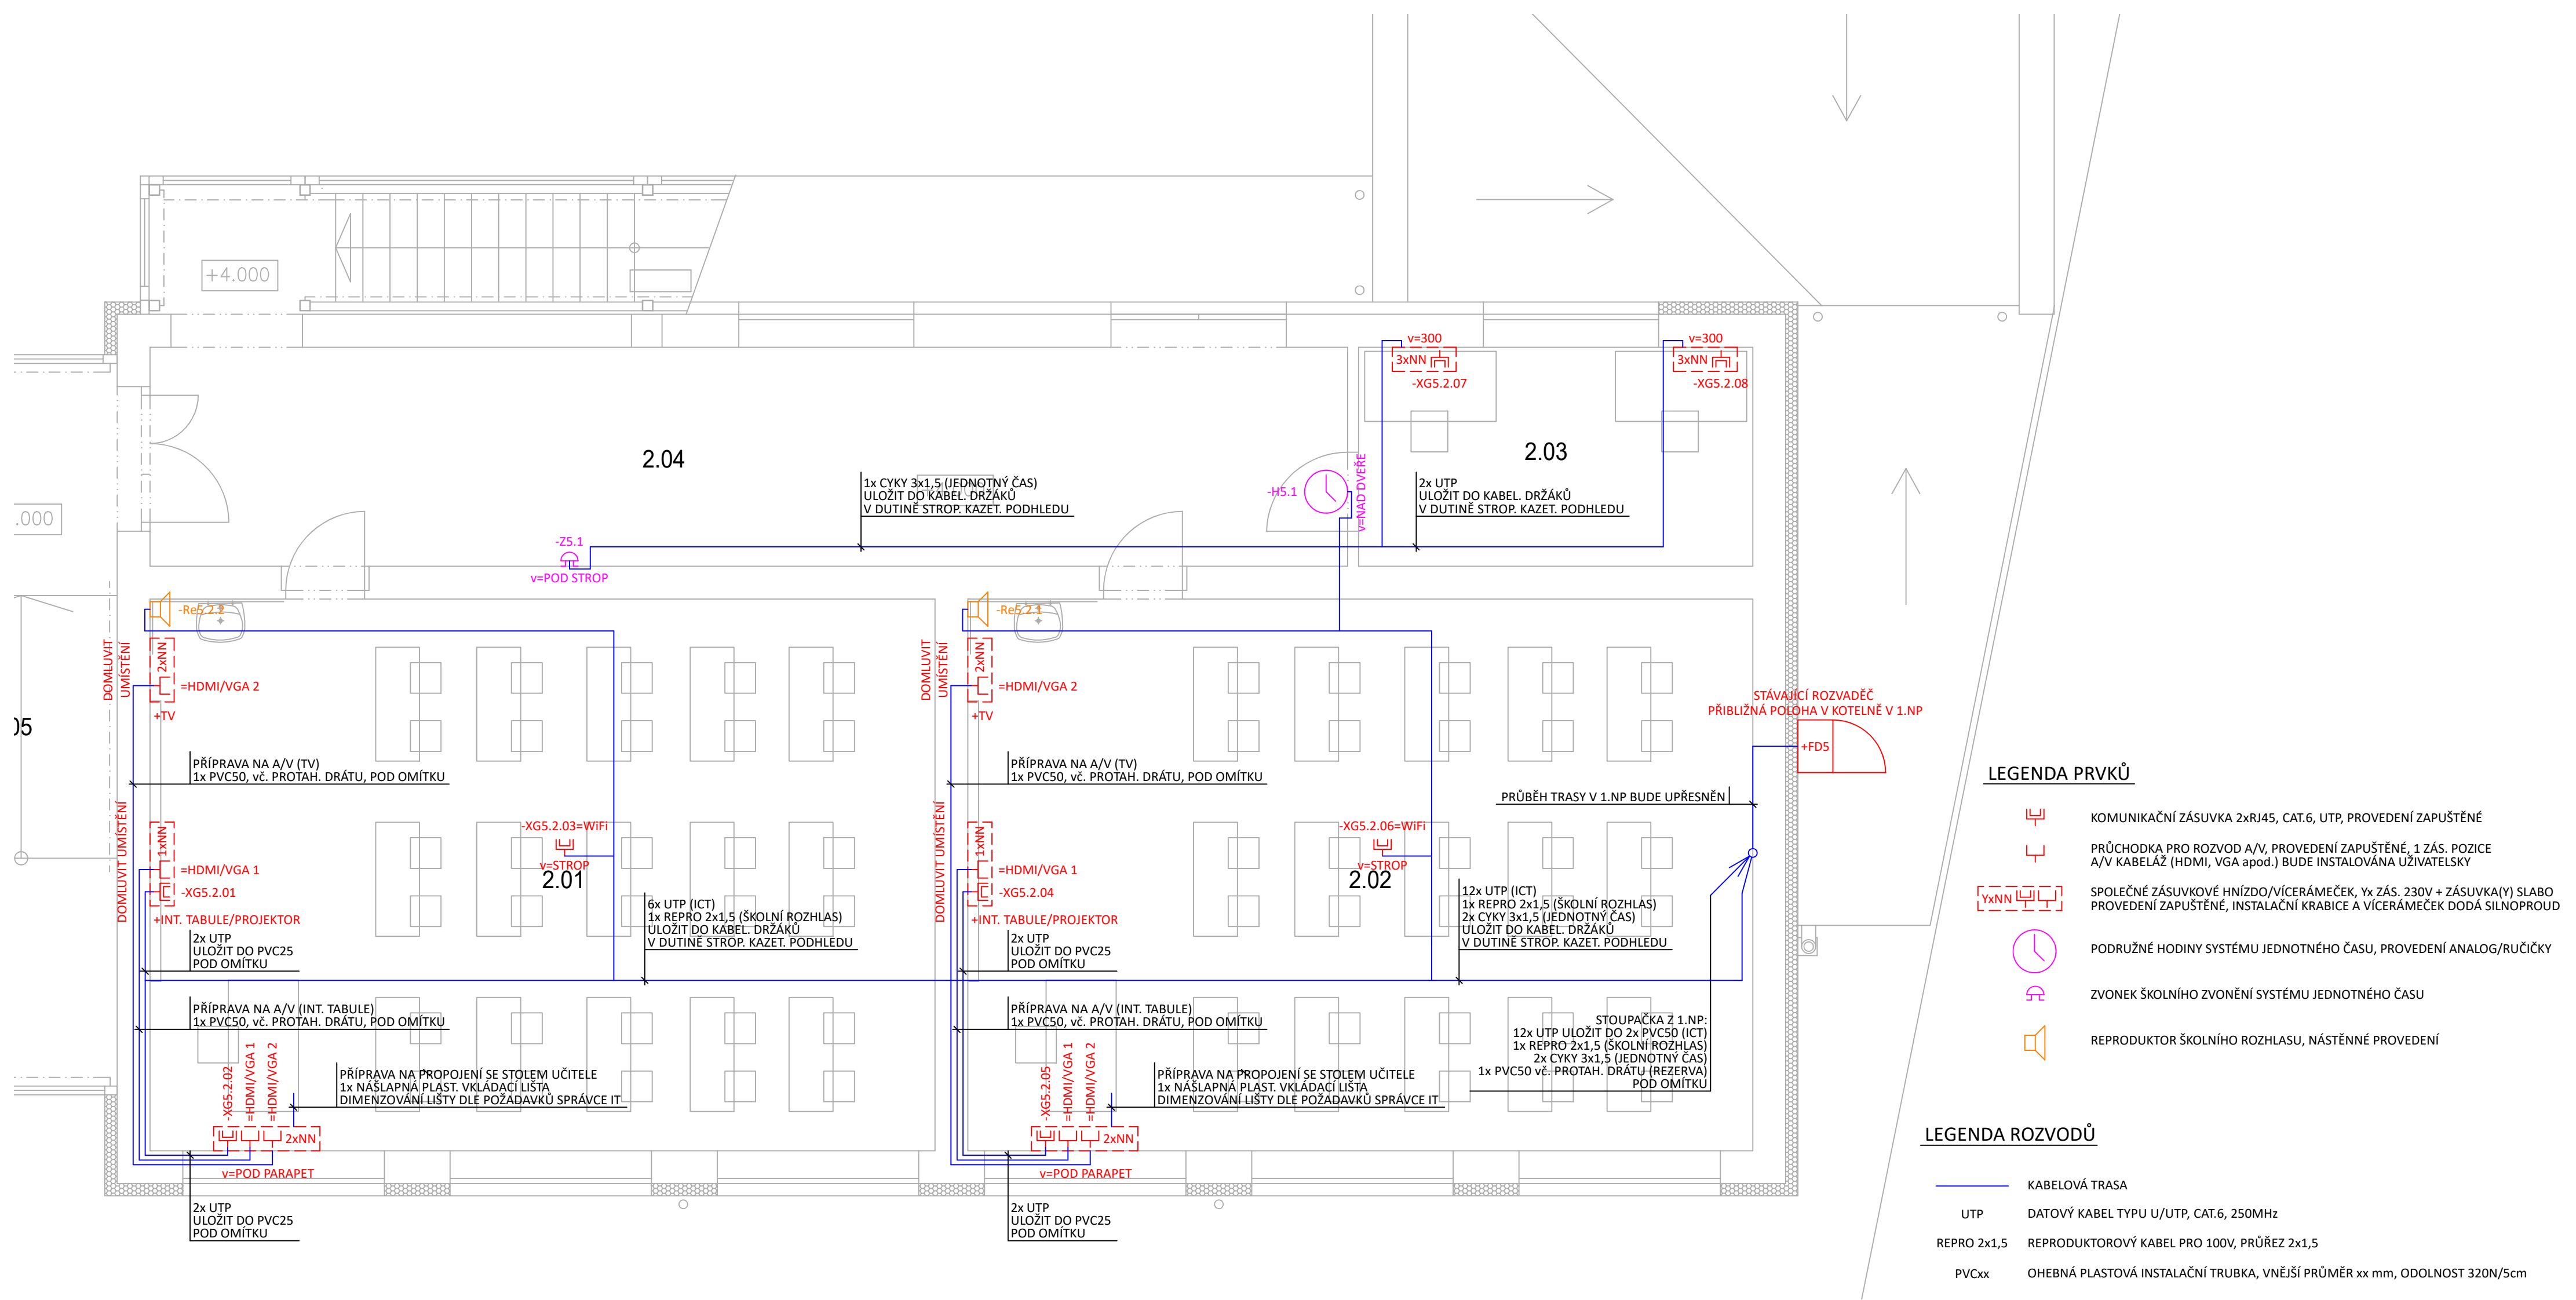 +4.000
v=300
3xNN
-XG5.2.07
v=300
3xNN
-XG5.2.08
2.04
2.03
1x CYKY 3x1,5 (JEDNOTNÝ ČAS)
ULOŽIT DO KABEL. DRŽÁKŮ
V DUTINĚ STROP. KAZET. PODHLEDU
-H5.1
v=NAD DVEŘE
2x UTP
ULOŽIT DO KABEL. DRŽÁKŮ
V DUTINĚ STROP. KAZET. PODHLEDU
.000
-Z5.1
v=POD STROP
-Re5.2.2
-Re5.2.1
DOMLUVIT
UMÍSTĚNÍ
2xNN
=HDMI/VGA 2
+TV
DOMLUVIT
UMÍSTĚNÍ
2xNN
=HDMI/VGA 2
+TV
05
STÁVAJÍCÍ ROZVADĚČ
PŘIBLIŽNÁ POLOHA V KOTELNĚ V 1.NP
+FD5
PŘÍPRAVA NA A/V (TV)
1x PVC50, vč. PROTAH. DRÁTU, POD OMÍTKU
PŘÍPRAVA NA A/V (TV)
1x PVC50, vč. PROTAH. DRÁTU, POD OMÍTKU
PRŮBĚH TRASY V 1.NP BUDE UPŘESNĚN
DOMLUVIT UMÍSTĚNÍ
1xNN
=HDMI/VGA 1
-XG5.2.01
+INT. TABULE/PROJEKTOR
-XG5.2.03=WiFi
v=STROP
2.01
DOMLUVIT UMÍSTĚNÍ
1xNN
=HDMI/VGA 1
-XG5.2.04
+INT. TABULE/PROJEKTOR
-XG5.2.06=WiFi
v=STROP
2.02
6x UTP (ICT)
1x REPRO 2x1,5 (ŠKOLNÍ ROZHLAS)
ULOŽIT DO KABEL. DRŽÁKŮ
V DUTINĚ STROP. KAZET. PODHLEDU
12x UTP (ICT)
1x REPRO 2x1,5 (ŠKOLNÍ ROZHLAS)
2x CYKY 3x1,5 (JEDNOTNÝ ČAS)
ULOŽIT DO KABEL. DRŽÁKŮ
V DUTINĚ STROP. KAZET. PODHLEDU
2x UTP
ULOŽIT DO PVC25
POD OMÍTKU
2x UTP
ULOŽIT DO PVC25
POD OMÍTKU
PŘÍPRAVA NA A/V (INT. TABULE)
1x PVC50, vč. PROTAH. DRÁTU, POD OMÍTKU
PŘÍPRAVA NA A/V (INT. TABULE)
1x PVC50, vč. PROTAH. DRÁTU, POD OMÍTKU
STOUPAČKA Z 1.NP:
12x UTP ULOŽIT DO 2x PVC50 (ICT)
1x REPRO 2x1,5 (ŠKOLNÍ ROZHLAS)
2x CYKY 3x1,5 (JEDNOTNÝ ČAS)
1x PVC50 vč. PROTAH. DRÁTU (REZERVA)
POD OMÍTKU
-XG5.2.02
=HDMI/VGA 1
=HDMI/VGA 2
PŘÍPRAVA NA PROPOJENÍ SE STOLEM UČITELE
1x NÁŠLAPNÁ PLAST. VKLÁDACÍ LIŠTA
DIMENZOVÁNÍ LIŠTY DLE POŽADAVKŮ SPRÁVCE IT
2xNN
v=POD PARAPET
-XG5.2.05
=HDMI/VGA 1
=HDMI/VGA 2
PŘÍPRAVA NA PROPOJENÍ SE STOLEM UČITELE
1x NÁŠLAPNÁ PLAST. VKLÁDACÍ LIŠTA
DIMENZOVÁNÍ LIŠTY DLE POŽADAVKŮ SPRÁVCE IT
2xNN
v=POD PARAPET
2x UTP
ULOŽIT DO PVC25
POD OMÍTKU
2x UTP
ULOŽIT DO PVC25
POD OMÍTKU
LEGENDA PRVKŮ
KOMUNIKAČNÍ ZÁSUVKA 2xRJ45, CAT.6, UTP, PROVEDENÍ ZAPUŠTĚNÉ
PRŮCHODKA PRO ROZVOD A/V, PROVEDENÍ ZAPUŠTĚNÉ, 1 ZÁS. POZICE
A/V KABELÁŽ (HDMI, VGA apod.) BUDE INSTALOVÁNA UŽIVATELSKY
YxNN
SPOLEČNÉ ZÁSUVKOVÉ HNÍZDO/VÍCERÁMEČEK, Yx ZÁS. 230V + ZÁSUVKA(Y) SLABO
PROVEDENÍ ZAPUŠTĚNÉ, INSTALAČNÍ KRABICE A VÍCERÁMEČEK DODÁ SILNOPROUD
PODRUŽNÉ HODINY SYSTÉMU JEDNOTNÉHO ČASU, PROVEDENÍ ANALOG/RUČIČKY
ZVONEK ŠKOLNÍHO ZVONĚNÍ SYSTÉMU JEDNOTNÉHO ČASU
REPRODUKTOR ŠKOLNÍHO ROZHLASU, NÁSTĚNNÉ PROVEDENÍ
LEGENDA ROZVODŮ
KABELOVÁ TRASA
UTP DATOVÝ KABEL TYPU U/UTP, CAT.6, 250MHz
REPRO 2x1,5 REPRODUKTOROVÝ KABEL PRO 100V, PRŮŘEZ 2x1,5
PVCxx OHEBNÁ PLASTOVÁ INSTALAČNÍ TRUBKA, VNĚJŠÍ PRŮMĚR xx mm, ODOLNOST 320N/5cm